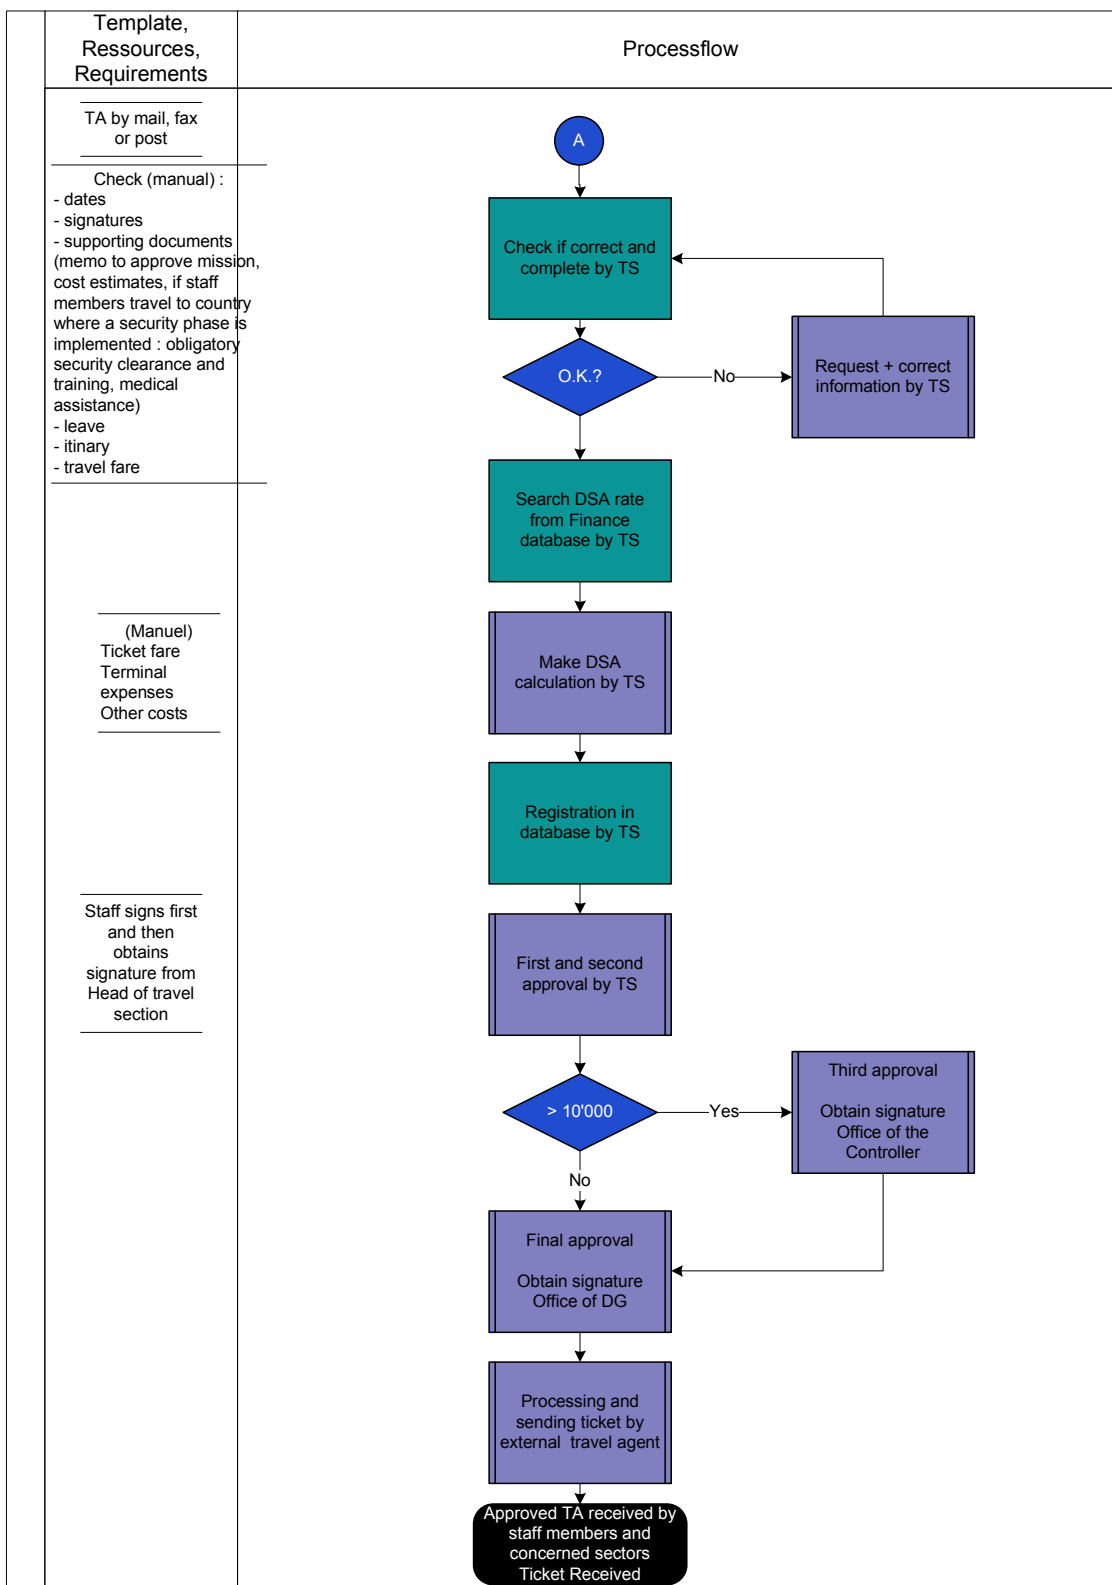 Template,
Ressources,
Requirements
Processflow
TA by mail, fax
or post
A
Check (manual) :
- dates
- signatures
- supporting documents
(memo to approve mission,
cost estimates, if staff
members travel to country
where a security phase is
implemented : obligatory
security clearance and
training, medical
assistance)
- leave
- itinary
- travel fare
Check if correct and
complete by TS
O.K.?
No
Request + correct
information by TS
Search DSA rate
from Finance
database by TS
(Manuel)
Ticket fare
Terminal
expenses
Other costs
Make DSA
calculation by TS
Registration in
database by TS
Staff signs first
and then
obtains
signature from
Head of travel
section
First and second
approval by TS
> 10'000
Yes
Third approval
Obtain signature
Office of the
Controller
No
Final approval
Obtain signature
Office of DG
Processing and
sending ticket by
external travel agent
Approved TA received by
staff members and
concerned sectors
Ticket Received